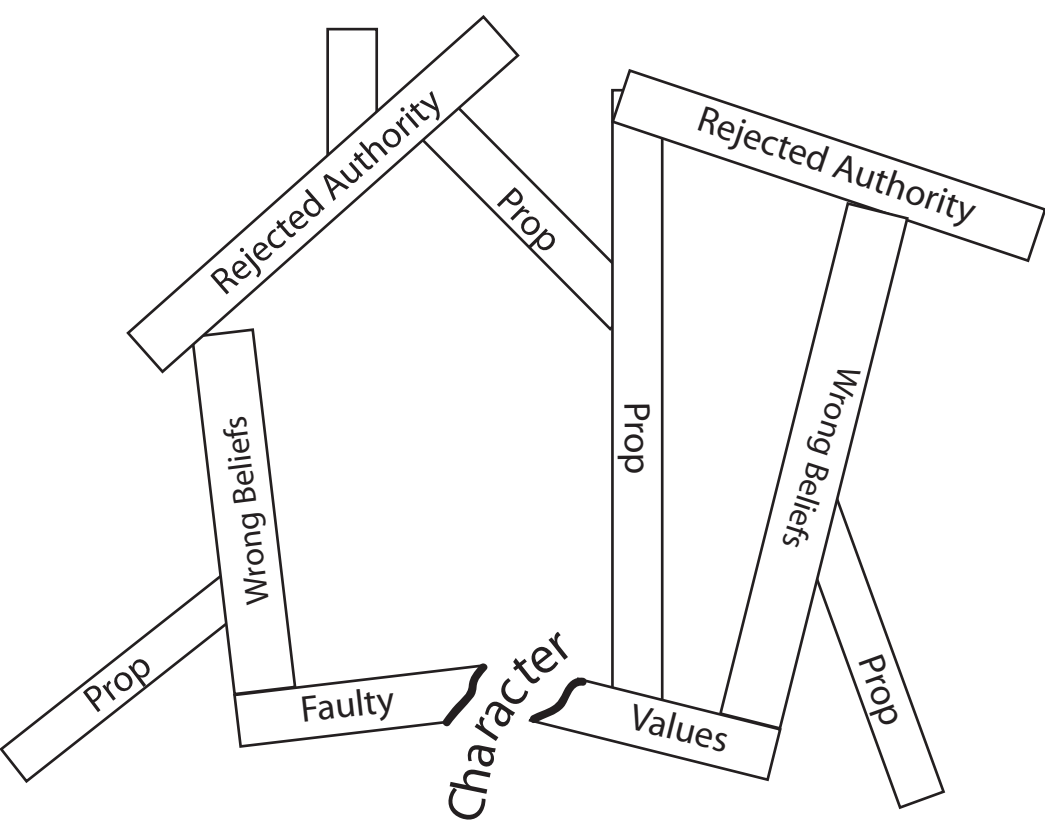 Rejected Authority
Rejected Authority
Prop
Prop
Wrong Beliefs
Wrong Beliefs
Prop
Prop
Faulty
Character
Values